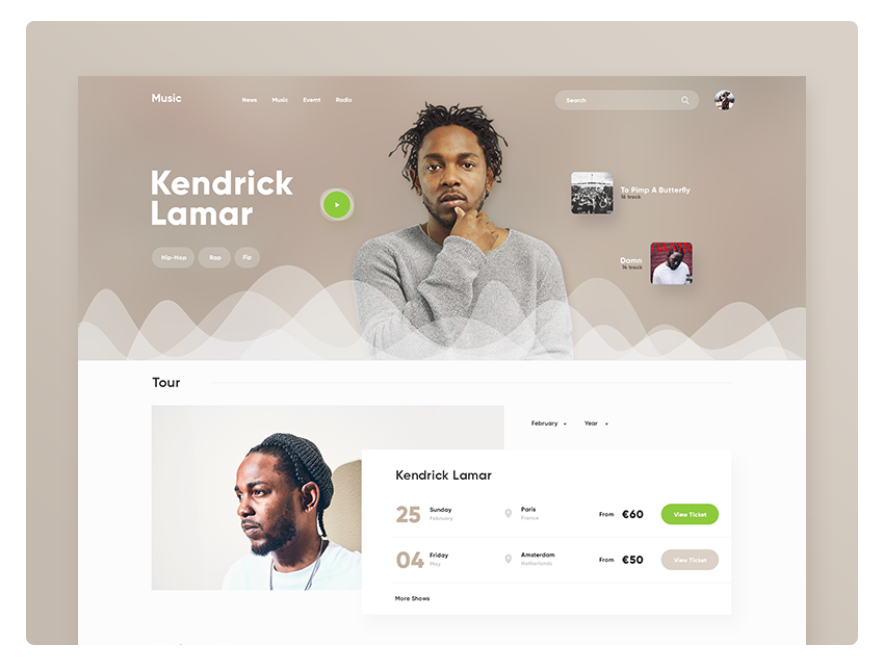 Music
News Music Event Radio
Search
Kendrick
Lamar
To Pimp A Butterfly
16 track
Hip-Hop Rap
Damn
14 track
Tour
February Year
Kendrick Lamar
25 Sunday
February
Paris
France
From €60 View Ticket
04 Friday
May
Amsterdam
Netherlands
From €50 View Ticket
More Shows